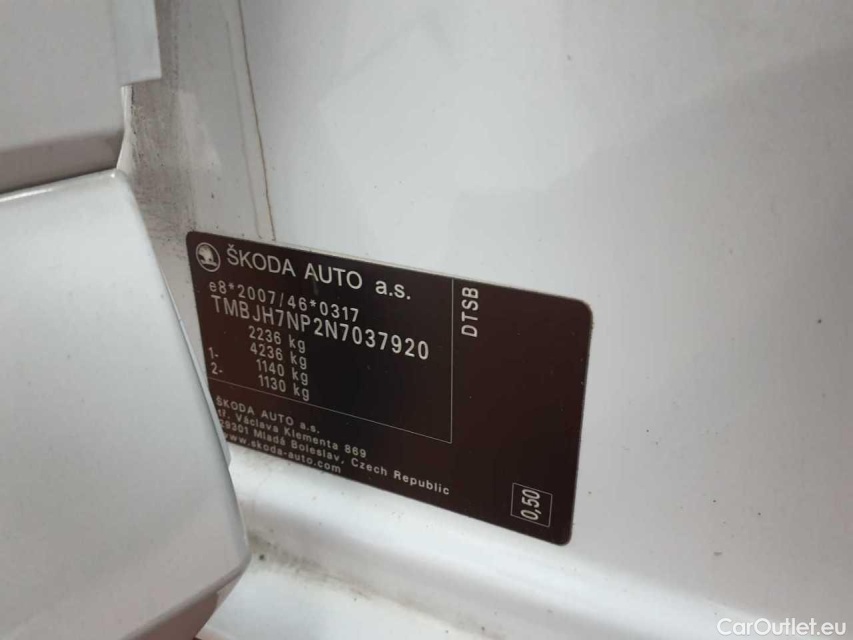 ŠKODA AUTO a.s.
e8*2007/46*0317
TMBJH7NP2N7037920
2236 kg
4236 kg
1- 1140 kg
2- 1130 kg
DTSB
ŠKODA AUTO a.s.
tř. Václava Klementa 869
29301 Mladá Boleslav, Czech Republic
www.skoda-auto.com
0,50
CarOutlet.eu